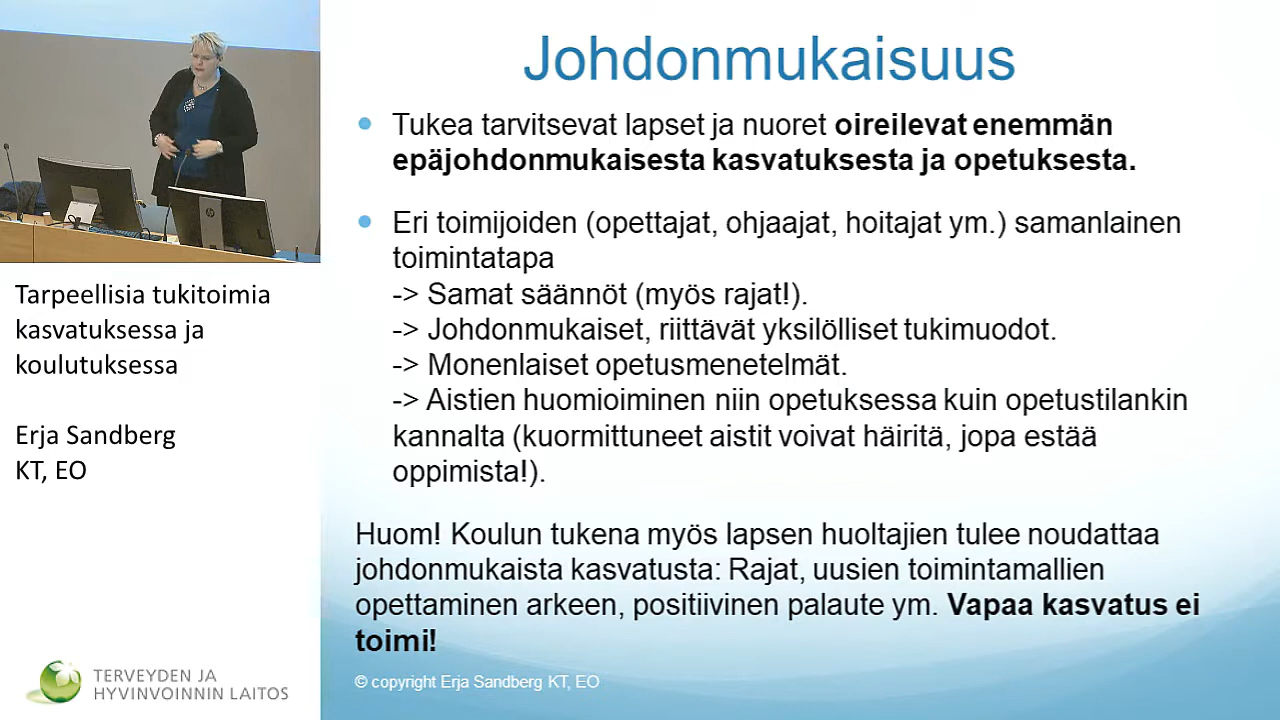 Johdonmukaisuus
Tukea tarvitsevat lapset ja nuoret oireilevat enemmän
epäjohdonmukaisesta kasvatuksesta ja opetuksesta.
Eri toimijoiden (opettajat, ohjaajat, hoitajat ym.) samanlainen
toimintatapa
-> Samat säännöt (myös rajat!).
-> Johdonmukaiset, riittävät yksilölliset tukimuodot.
-> Monenlaiset opetusmenetelmät.
-> Aistien huomioiminen niin opetuksessa kuin opetustilankin
kannalta (kuormittuneet aistit voivat häiritä, jopa estää
oppimista!).
Huom! Koulun tukena myös lapsen huoltajien tulee noudattaa
johdonmukaista kasvatusta: Rajat, uusien toimintamallien
opettaminen arkeen, positiivinen palaute ym. Vapaa kasvatus ei
toimi!
© copyright Erja Sandberg KT, EO
Tarpeellisia tukitoimia
kasvatuksessa ja
koulutuksessa
Erja Sandberg
KT, EO
TERVEYDEN JA
HYVINVOINNIN LAITOS
hp